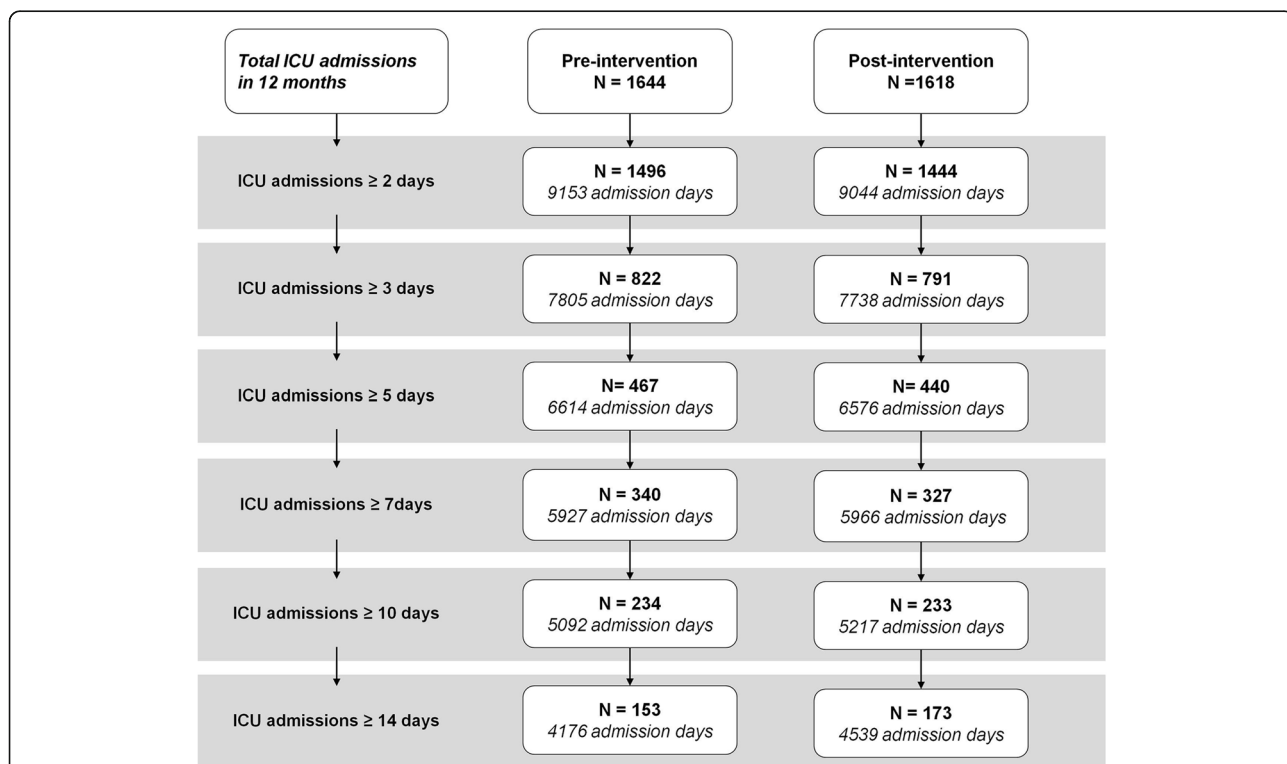 Total ICU admissions
in 12 months
Pre-intervention
N = 1644
Post-intervention
N =1618
ICU admissions ≥ 2 days
N = 1496
9153 admission days
N = 1444
9044 admission days
ICU admissions ≥ 3 days
N = 822
7805 admission days
N = 791
7738 admission days
ICU admissions ≥ 5 days
N= 467
6614 admission days
N = 440
6576 admission days
ICU admissions ≥ 7days
N = 340
5927 admission days
N = 327
5966 admission days
ICU admissions ≥ 10 days
N = 234
5092 admission days
N = 233
5217 admission days
ICU admissions ≥ 14 days
N = 153
4176 admission days
N = 173
4539 admission days